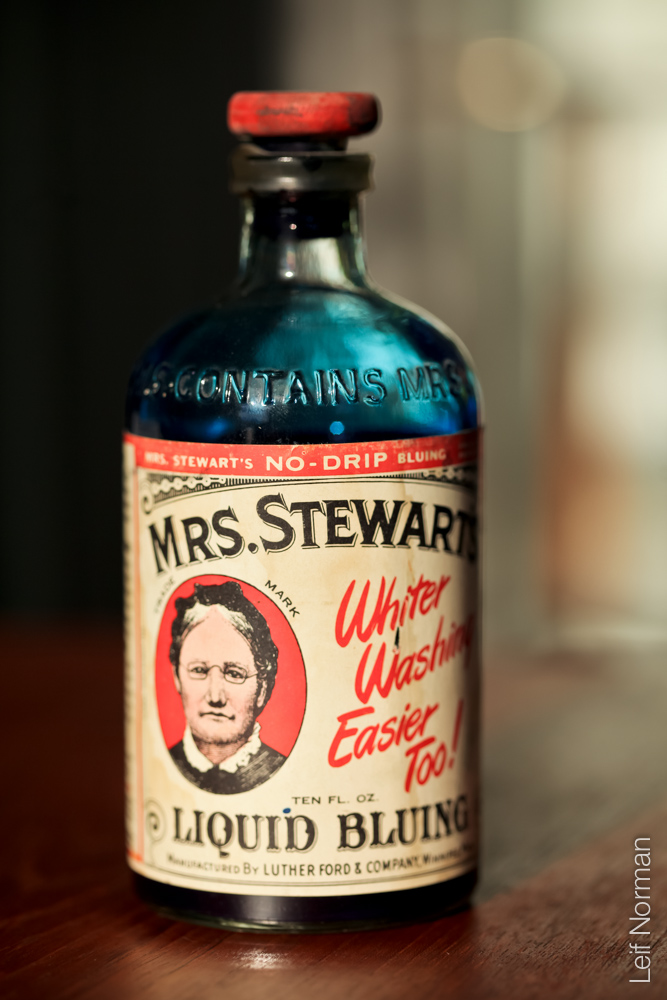 S. CONTAINS MRS.
MRS. STEWART'S NO-DRIP BLUING
MRS. STEWART'S
TRADE MARK
Whiter
Washing
Easier
Too!
TEN FL. OZ.
LIQUID BLUING
MANUFACTURED BY LUTHER FORD & COMPANY,
Leif Norman